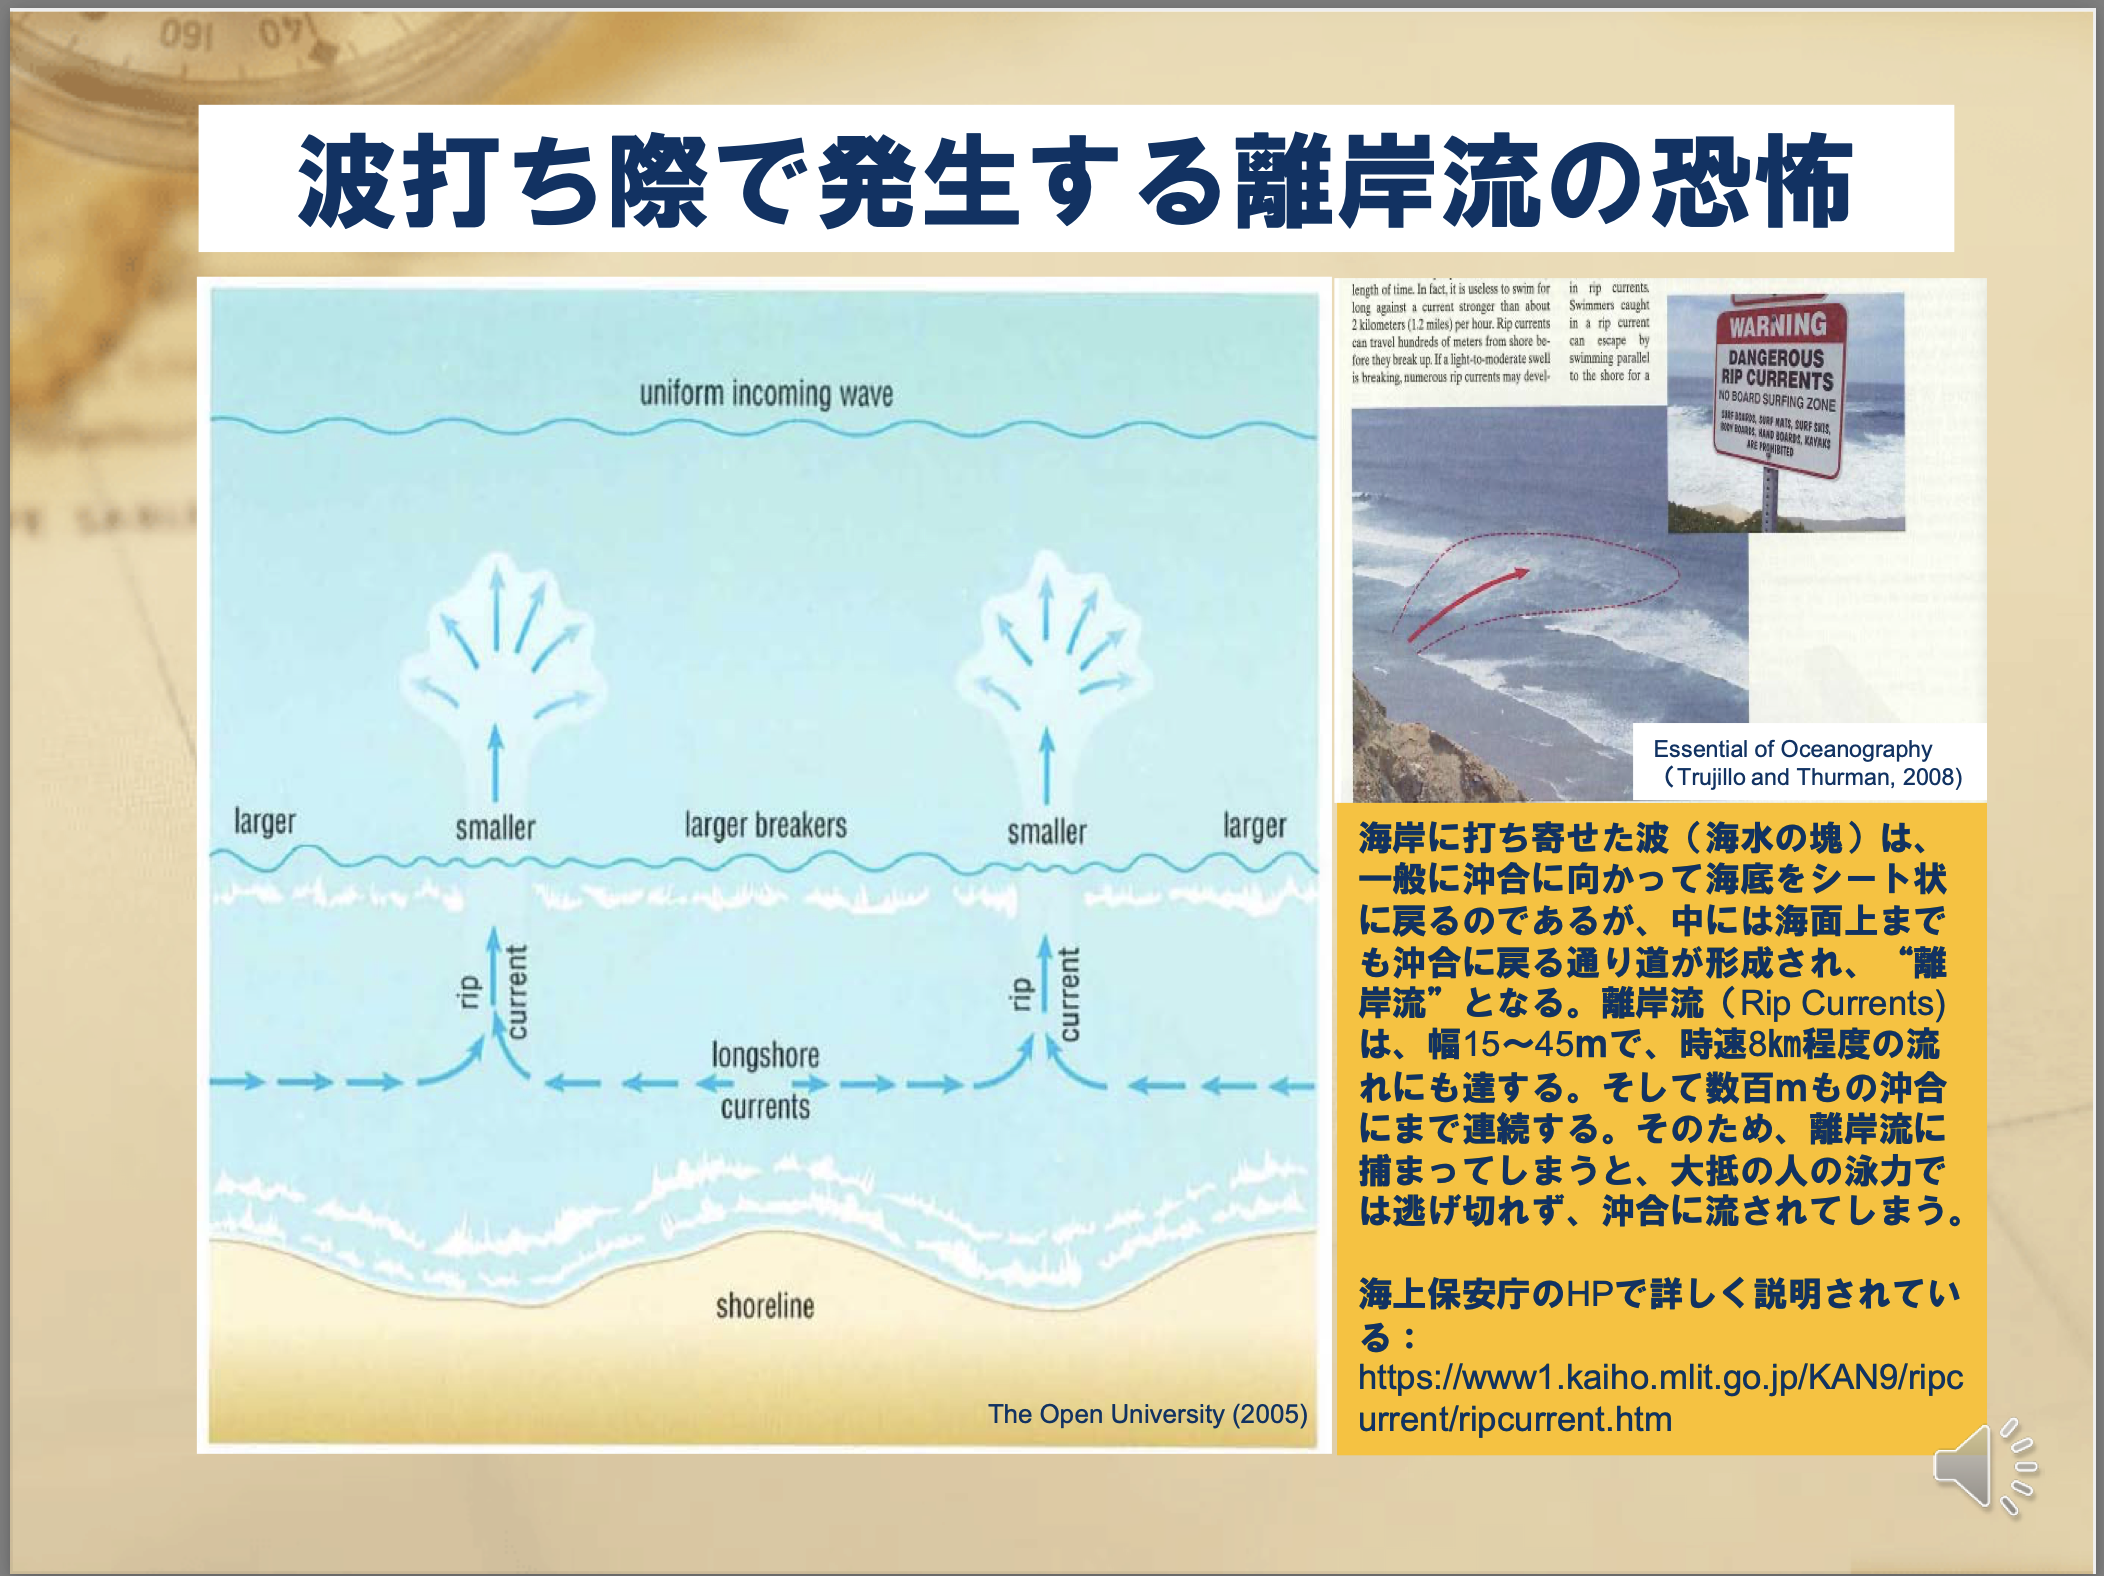 160
40
波打ち際で発生する離岸流の恐怖
uniform incoming wave
larger
smaller
larger breakers
smaller
larger
rip
current
rip
current
longshore
currents
shoreline
The Open University (2005)
length of time. In fact, it is useless to swim for
long against a current stronger than about
2 kilometers (1.2 miles) per hour. Rip currents
can travel hundreds of meters from shore be-
fore they break up. If a light-to-moderate swell
is breaking, numerous rip currents may devel-
in rip currents.
Swimmers caught
in a rip current
can escape by
swimming parallel
to the shore for a
WARNING
DANGEROUS
RIP CURRENTS
NO BOARD SURFING ZONE
SURF BOARDS, SURF MATS, SURF SKIS,
BODY BOARDS, HAND BOARDS, KAYAKS
ARE PROHIBITED
Essential of Oceanography
（Trujillo and Thurman, 2008)
海岸に打ち寄せた波（海水の塊）は、
一般に沖合に向かって海底をシート状
に戻るのであるが、中には海面上まで
も沖合に戻る通り道が形成され、“離
岸流”となる。離岸流（Rip Currents)
は、幅15～45ｍで、時速8㎞程度の流
れにも達する。そして数百ｍもの沖合
にまで連続する。そのため、離岸流に
捕まってしまうと、大抵の人の泳力で
は逃げ切れず、沖合に流されてしまう。
海上保安庁のHPで詳しく説明されてい
る：
https://www1.kaiho.mlit.go.jp/KAN9/ripc
urrent/ripcurrent.htm